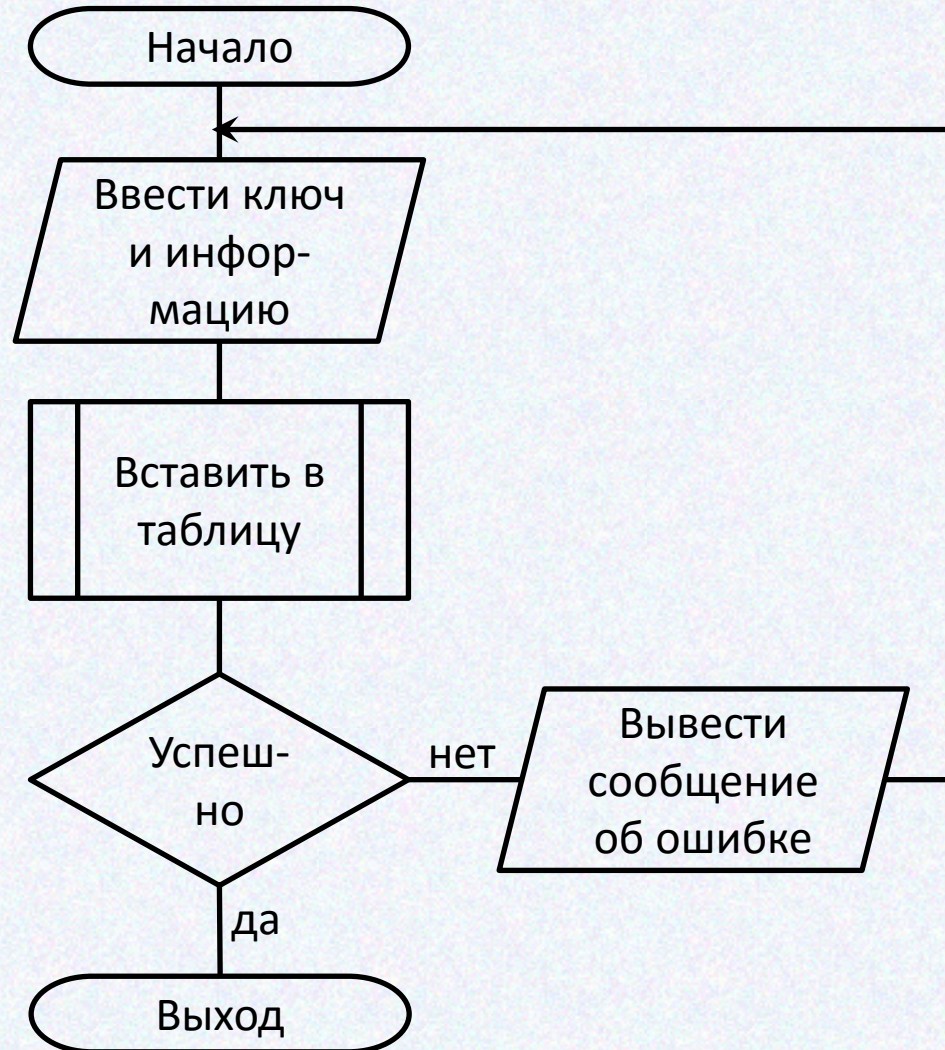 Начало
Ввести ключ
и инфор-
мацию
Вставить в
таблицу
Успеш-
но
нет
Вывести
сообщение
об ошибке
да
Выход